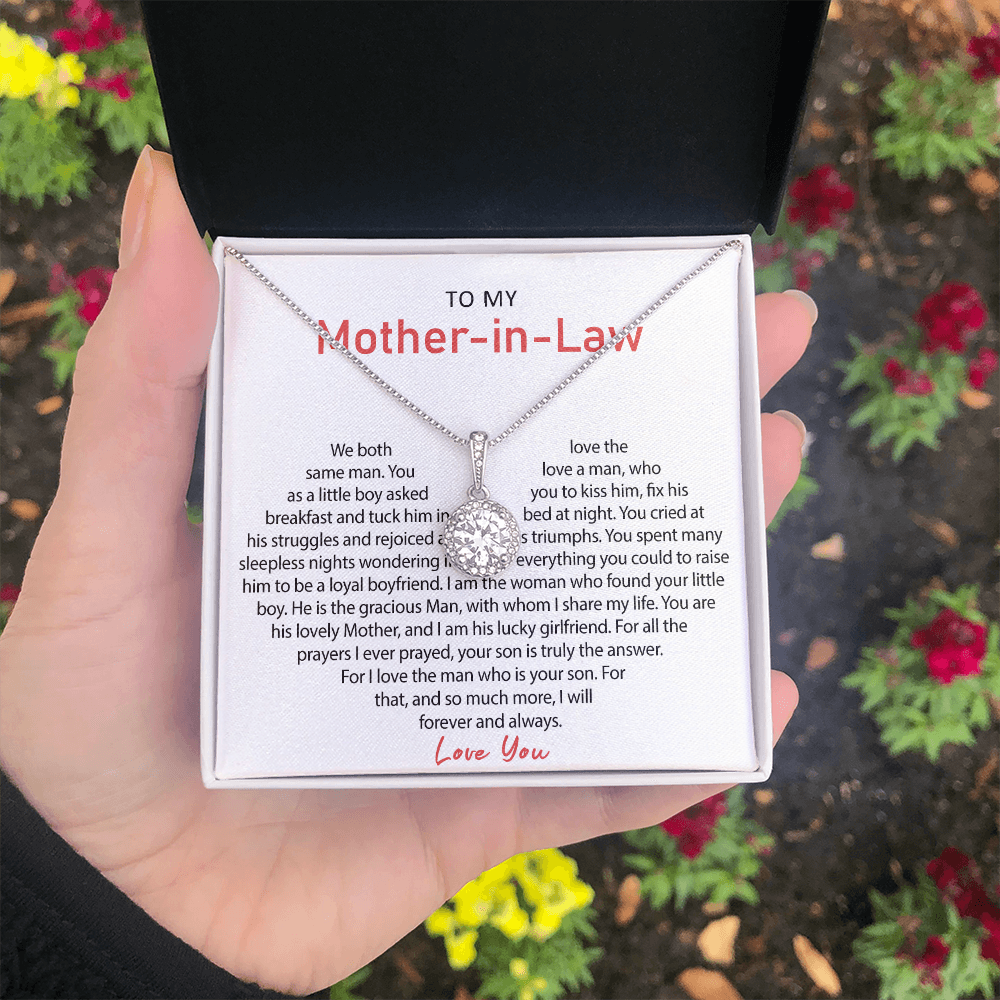 TO MY
Mother-in-Law
We both love the
same man. You love a man, who
as a little boy asked you to kiss him, fix his
breakfast and tuck him in bed at night. You cried at
his struggles and rejoiced triumphs. You spent many
sleepless nights wondering everything you could to raise
him to be a loyal boyfriend. I am the woman who found your little
boy. He is the gracious Man, with whom I share my life. You are
his lovely Mother, and I am his lucky girlfriend. For all the
prayers I ever prayed, your son is truly the answer.
For I love the man who is your son. For
that, and so much more, I will
forever and always.
Love You